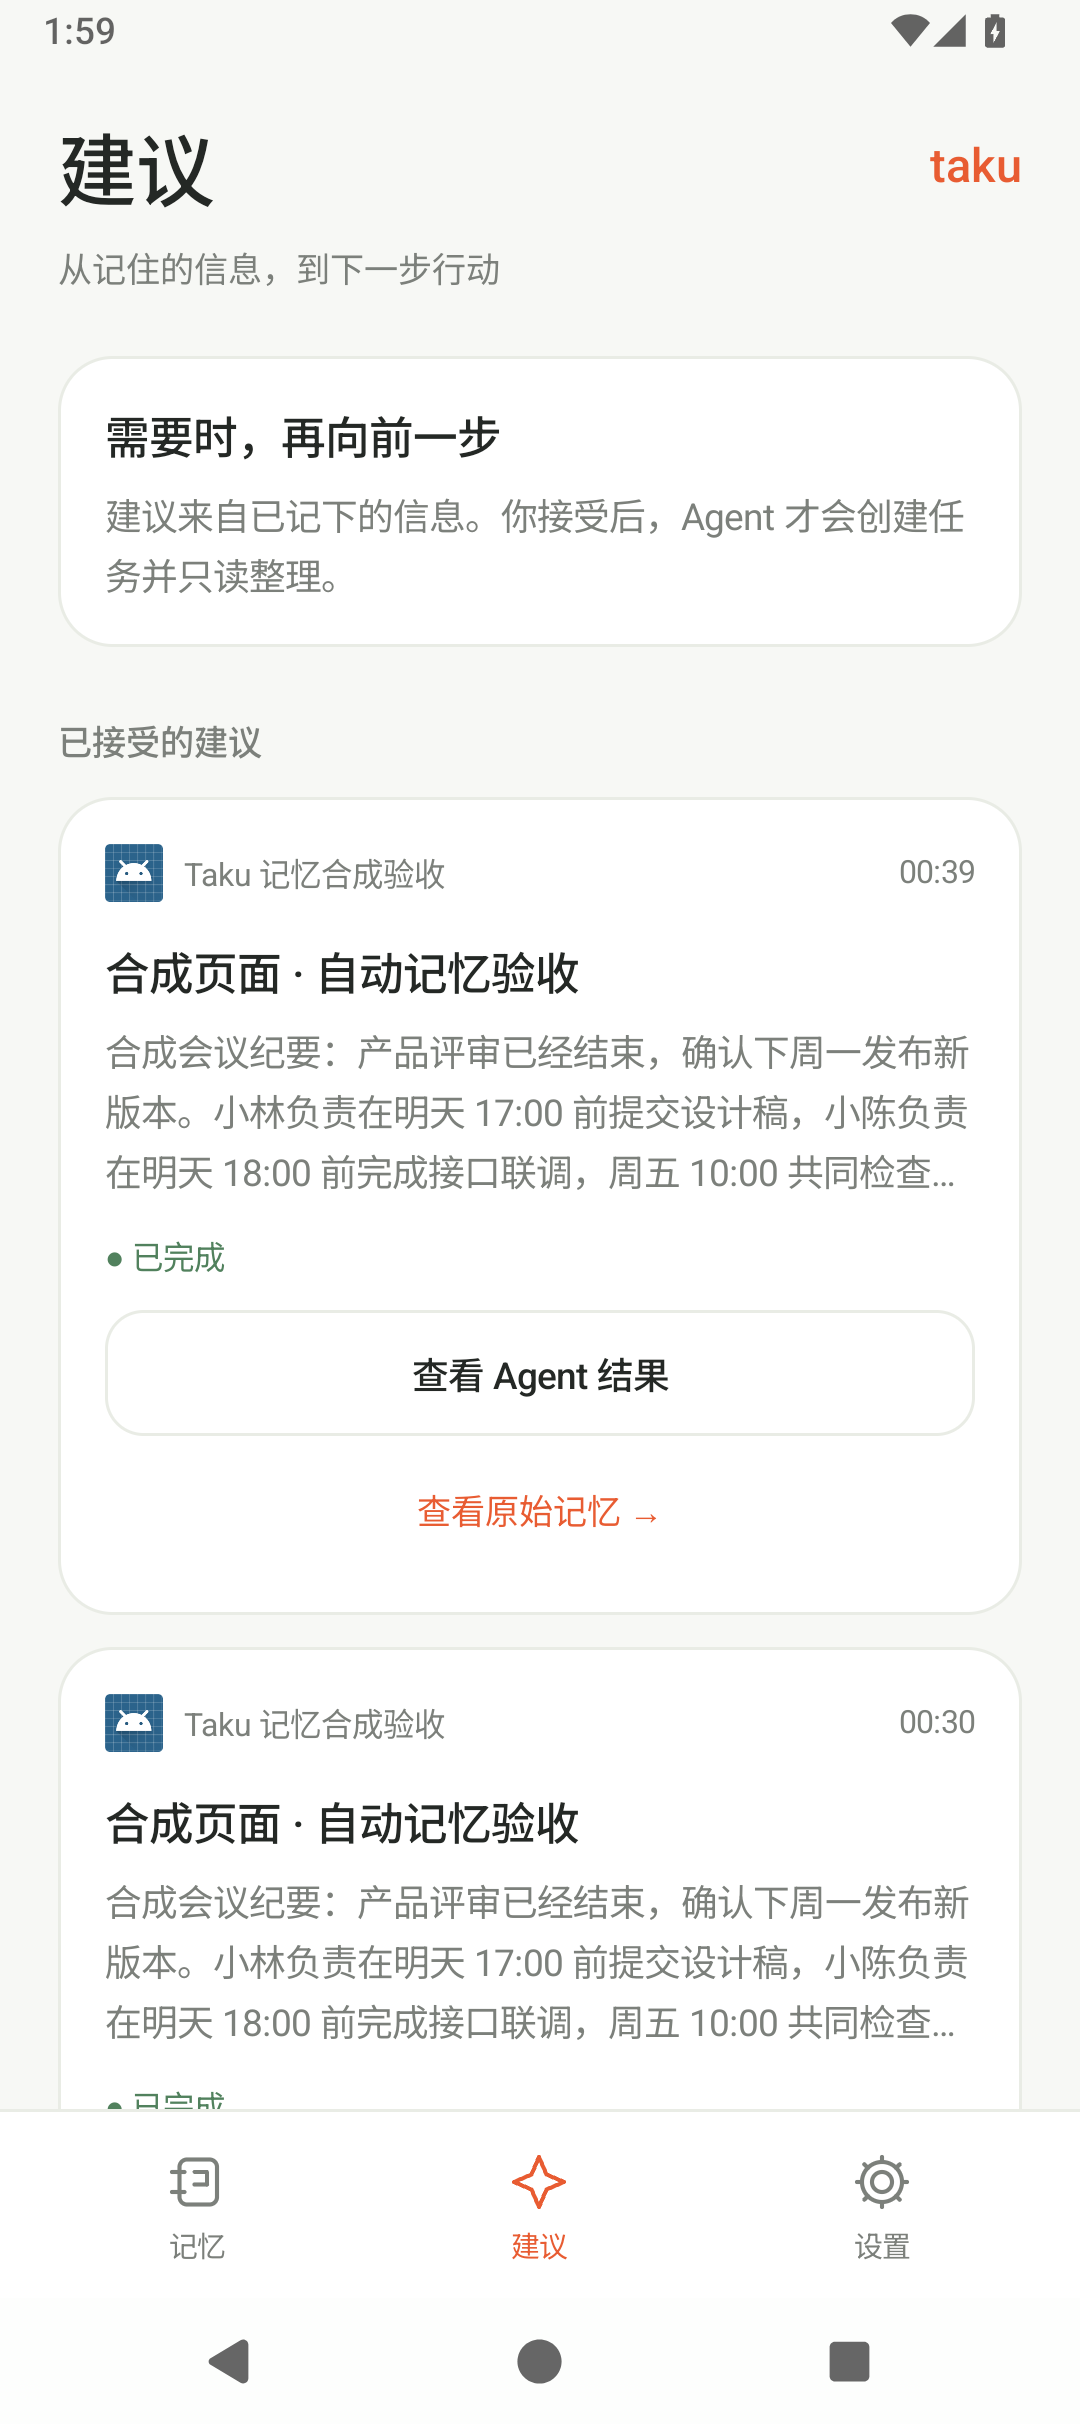 1:59
建议
taku
从记住的信息，到下一步行动
需要时，再向前一步
建议来自已记下的信息。你接受后，Agent 才会创建任
务并只读整理。
已接受的建议
Taku 记忆合成验收
00:39
合成页面 · 自动记忆验收
合成会议纪要：产品评审已经结束，确认下周一发布新
版本。小林负责在明天 17:00 前提交设计稿，小陈负责
在明天 18:00 前完成接口联调，周五 10:00 共同检查...
已完成
查看 Agent 结果
查看原始记忆 →
Taku 记忆合成验收
00:30
合成页面 · 自动记忆验收
合成会议纪要：产品评审已经结束，确认下周一发布新
版本。小林负责在明天 17:00 前提交设计稿，小陈负责
在明天 18:00 前完成接口联调，周五 10:00 共同检查...
已完成
记忆
建议
设置